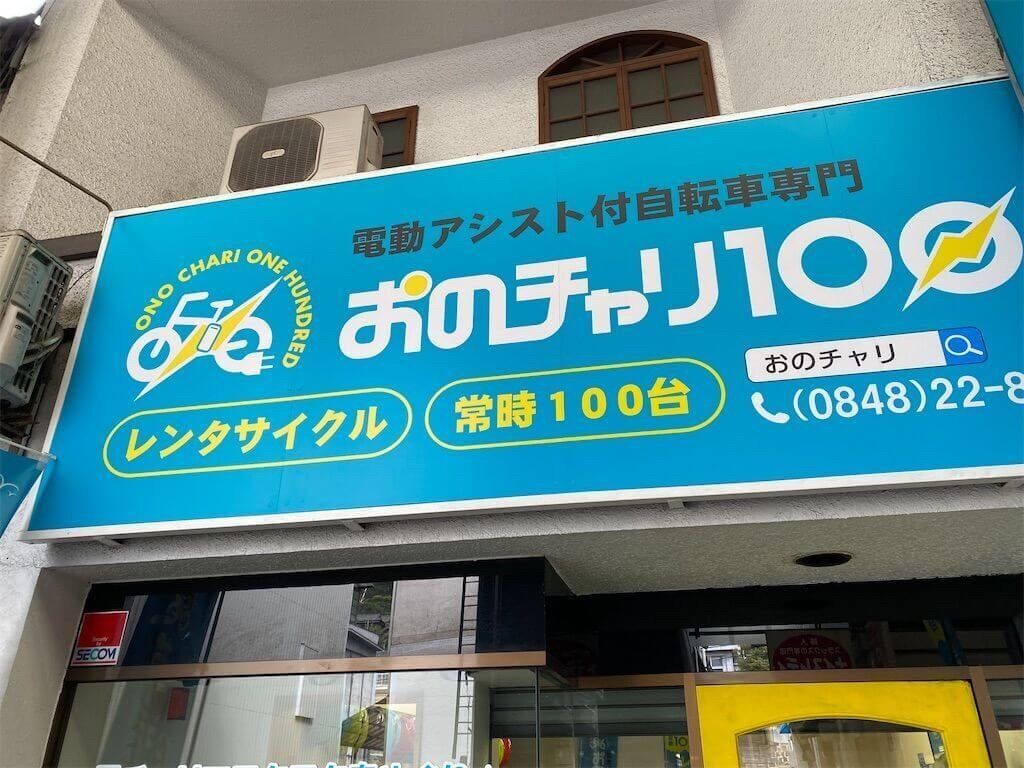 電動アシスト付自転車専門
ONO CHARI ONE HUNDRED
おのチャリ100
おのチャリ
(0848)22-8
レンタサイクル
常時100台
Security by
SECOM